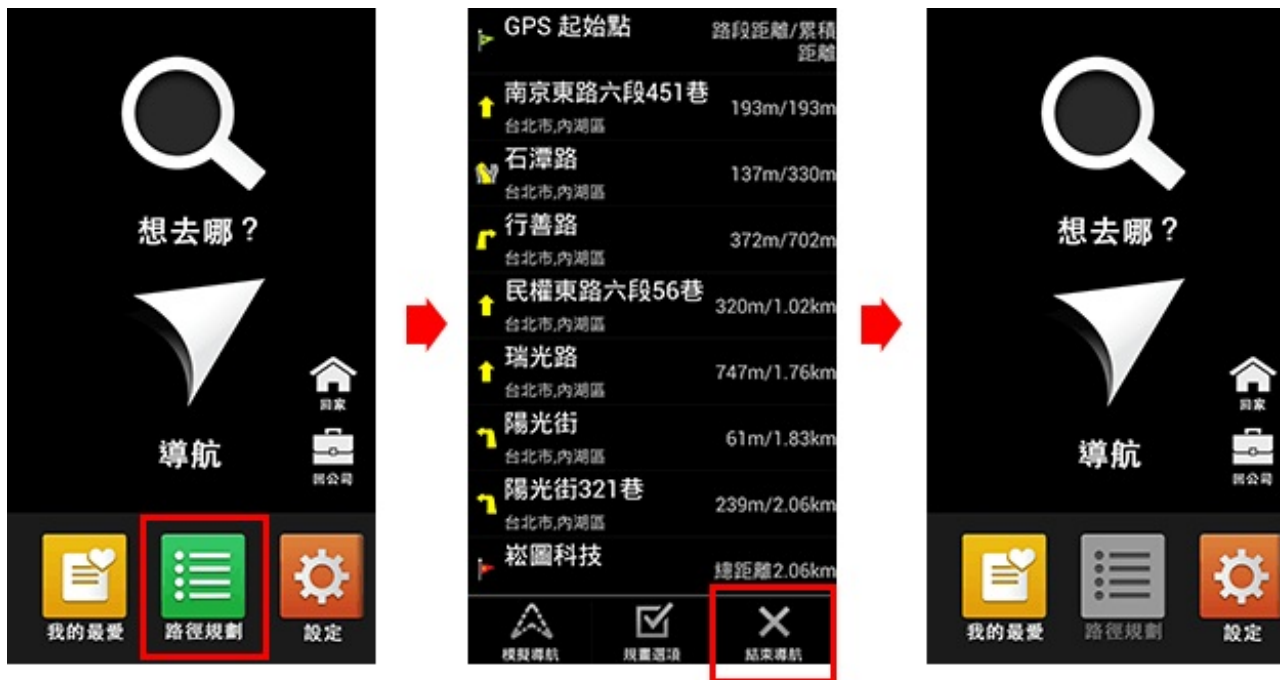 想去哪？
導航
回家
回公司
我的最愛
路徑規劃
設定
GPS 起始點
路段距離/累積
距離
南京東路六段451巷
193m/193m
台北市,內湖區
石潭路
137m/330m
台北市,內湖區
行善路
372m/702m
台北市,內湖區
民權東路六段56巷
320m/1.02km
台北市,內湖區
瑞光路
747m/1.76km
台北市,內湖區
陽光街
61m/1.83km
台北市,內湖區
陽光街321巷
239m/2.06km
台北市,內湖區
崧圖科技
總距離2.06km
模擬導航
規畫選項
結束導航
想去哪？
導航
回家
回公司
我的最愛
路徑規劃
設定